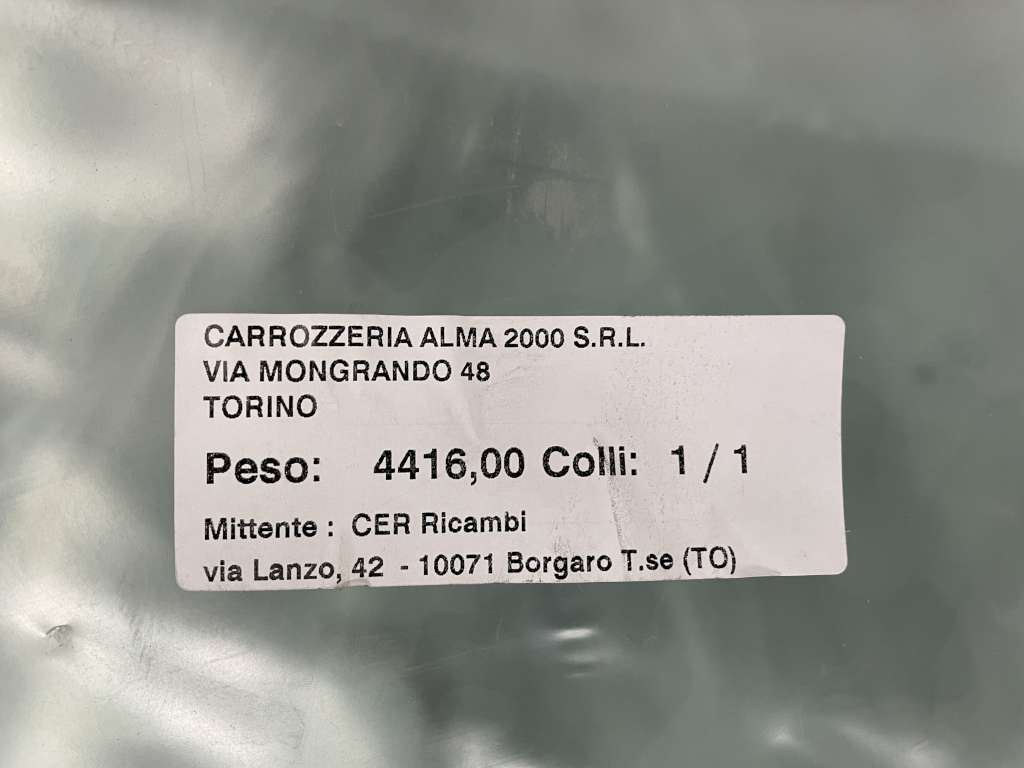 CARROZZERIA ALMA 2000 S.R.L.
VIA MONGRANDO 48
TORINO
Peso: 4416,00 Colli: 1 / 1
Mittente : CER Ricambi
via Lanzo, 42 - 10071 Borgaro T.se (TO)